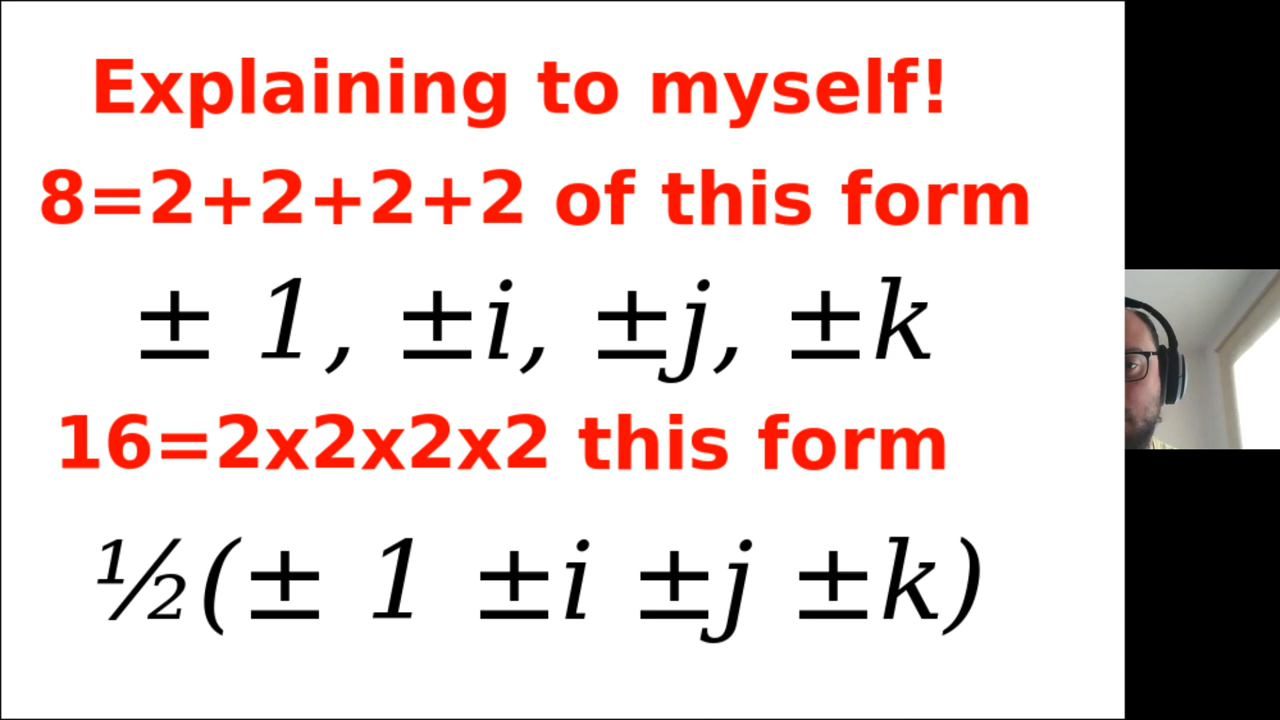 Explaining to myself!
8=2+2+2+2 of this form
± 1, ±i, ±j, ±k
16=2x2x2x2 this form
½(± 1 ±i ±j ±k)